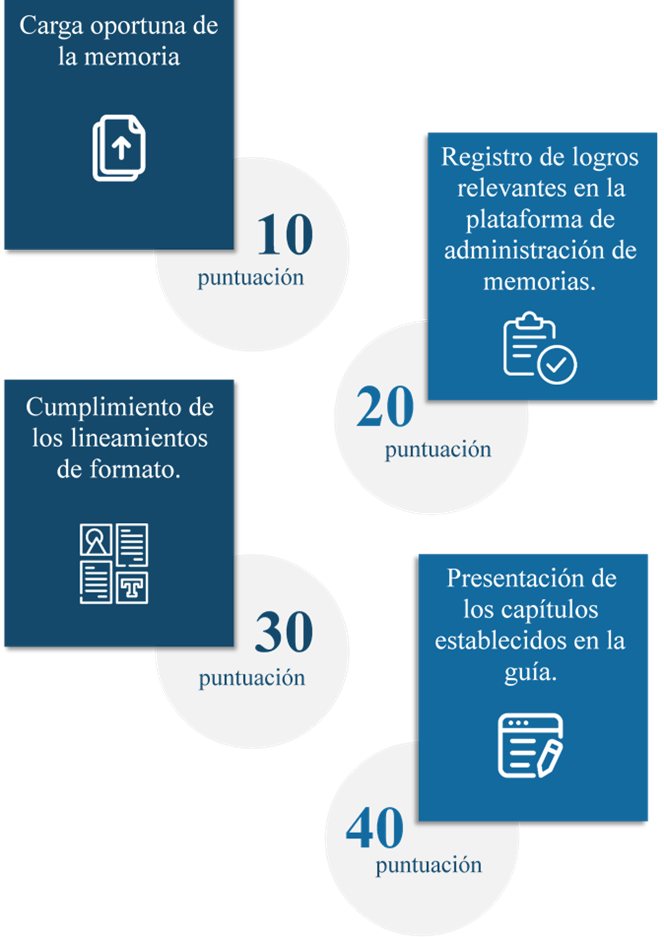 Carga oportuna de
la memoria
10
puntuación
Registro de logros
relevantes en la
plataforma de
administración de
memorias.
20
puntuación
Cumplimiento de
los lineamientos
de formato.
30
puntuación
Presentación de
los capítulos
establecidos en la
guía.
40
puntuación